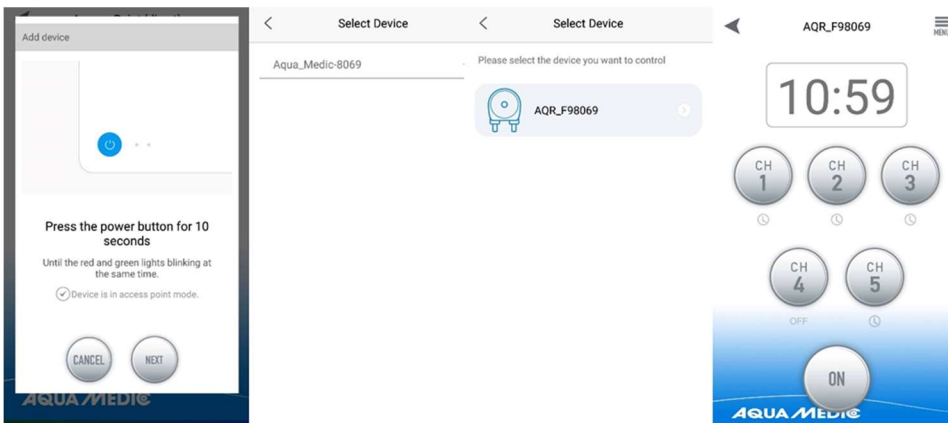 Add device
Press the power button for 10
seconds
Until the red and green lights blinking at
the same time.
Device is in access point mode.
CANCEL
NEXT
AQUA MEDIC
Select Device
Aqua_Medic-8069
Select Device
Please select the device you want to control
AQR_F98069
AQR_F98069
MENU
10:59
CH
1
CH
2
CH
3
CH
4
CH
5
OFF
ON
AQUA MEDIC